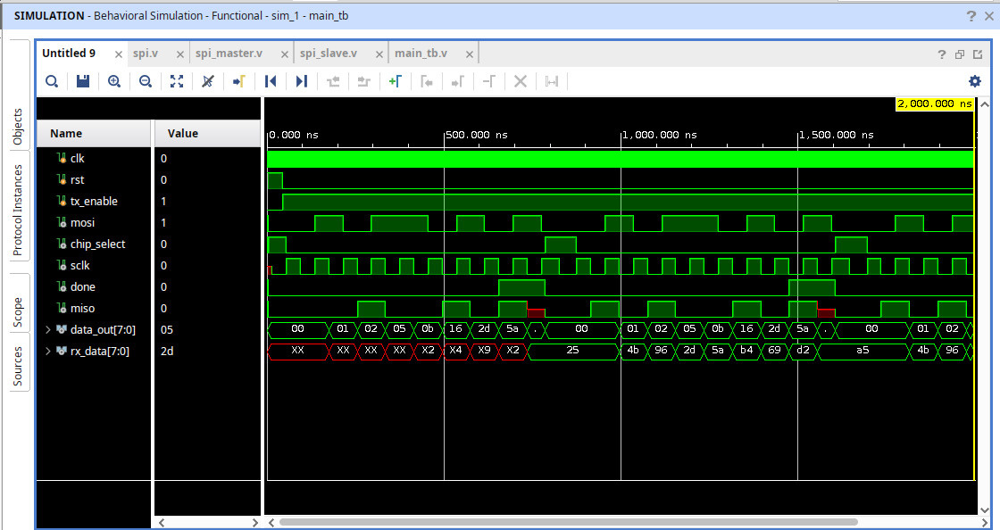 SIMULATION - Behavioral Simulation - Functional - sim_1 - main_tb
Untitled 9 spi.v spi_master.v spi_slave.v main_tb.v
Objects
Protocol Instances
Scope
Sources
2,000.000 ns
Name Value
0.000 ns 500.000 ns 1,000.000 ns 1,500.000 ns
clk 0
rst 0
tx_enable 1
mosi 1
chip_select 0
sclk 0
done 0
miso 0
data_out[7:0] 05 00 01 02 05 0b 16 2d 5a . 00 01 02 05 0b 16 2d 5a . 00 01 02
rx_data[7:0] 2d XX XX XX XX X2 X4 X9 X2 25 4b 96 2d 5a b4 69 d2 a5 4b 96